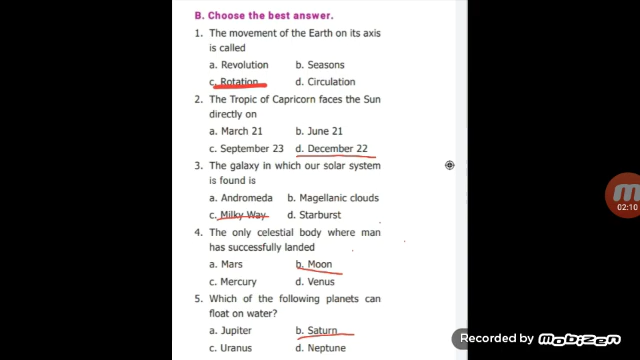 B. Choose the best answer.
1. The movement of the Earth on its axis
is called
a. Revolution b. Seasons
c. Rotation d. Circulation
2. The Tropic of Capricorn faces the Sun
directly on
a. March 21 b. June 21
c. September 23 d. December 22
3. The galaxy in which our solar system
is found is
a. Andromeda b. Magellanic clouds
c. Milky Way d. Starburst
4. The only celestial body where man
has successfully landed
a. Mars b. Moon
c. Mercury d. Venus
5. Which of the following planets can
float on water?
a. Jupiter b. Saturn
c. Uranus d. Neptune
02:10
Recorded by mobizen